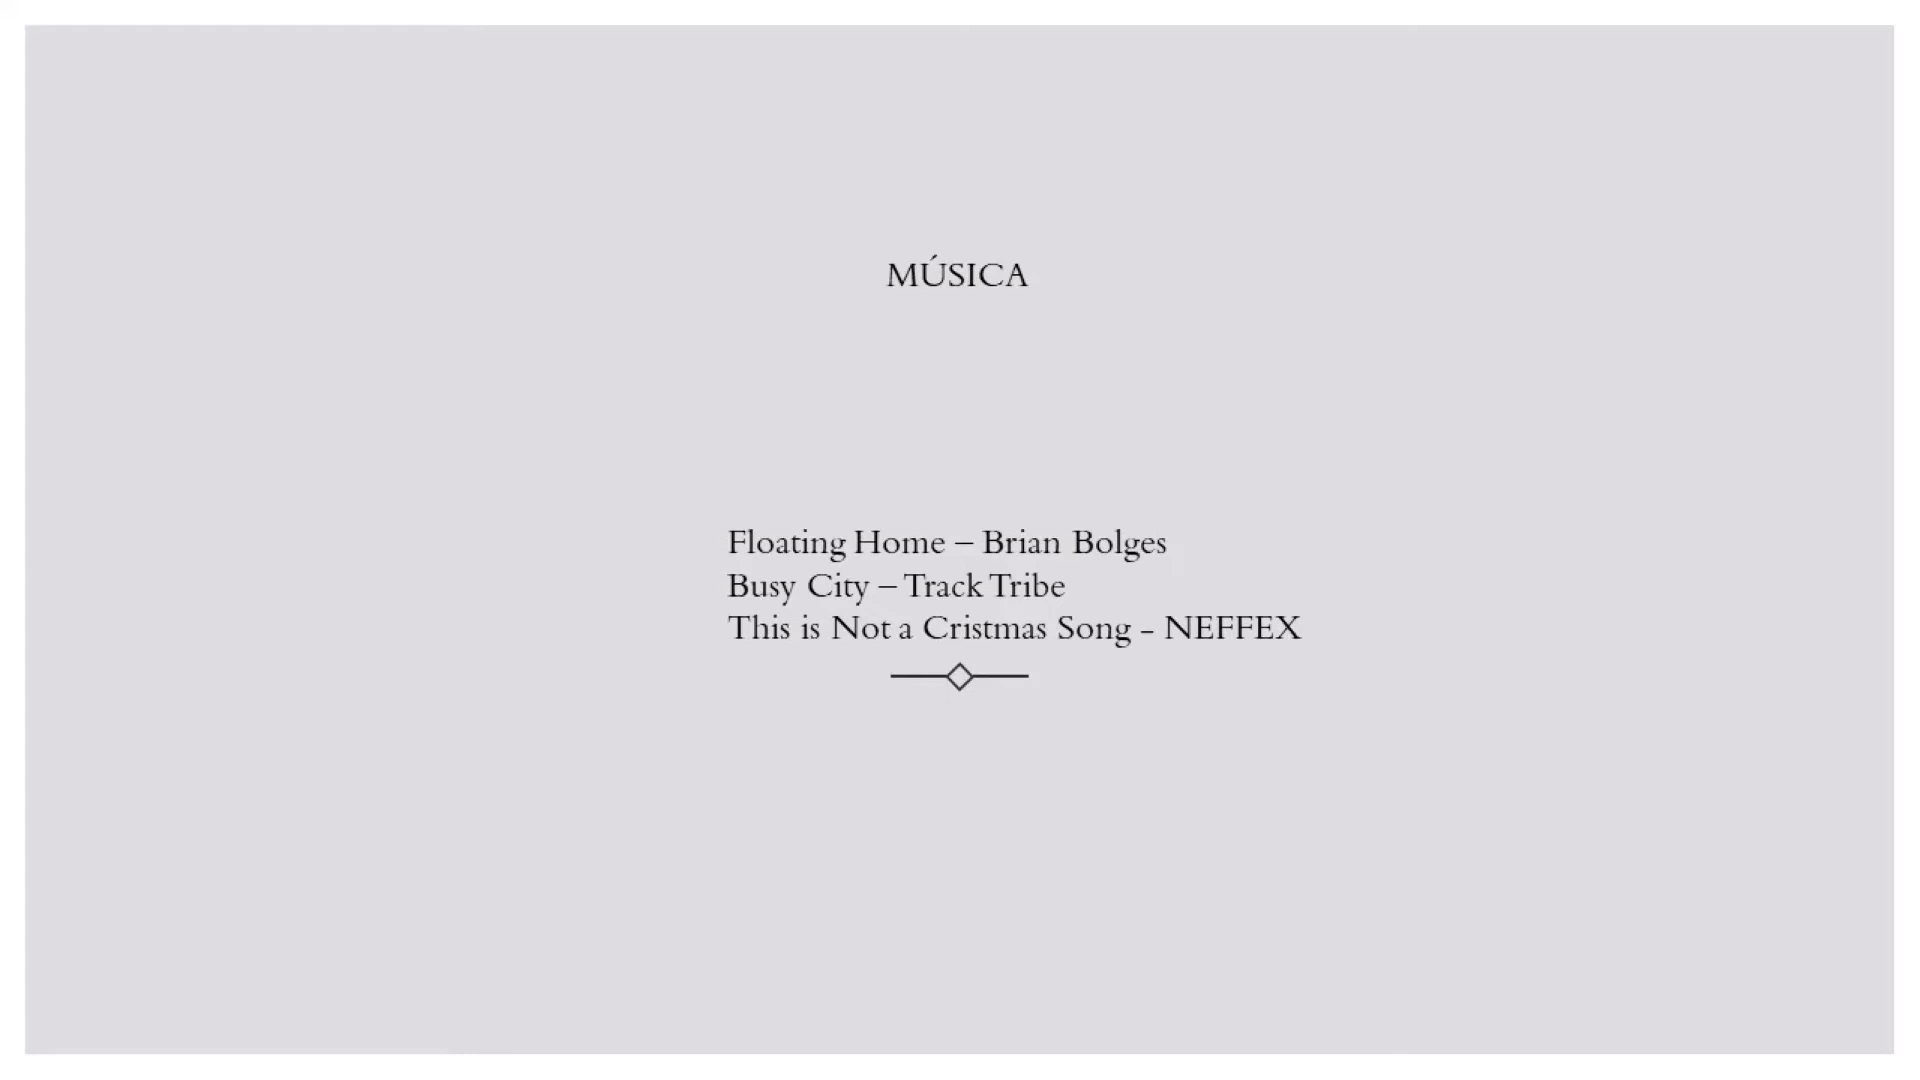 MÚSICA
Floating Home – Brian Bolges
Busy City – Track Tribe
This is Not a Cristmas Song - NEFFEX